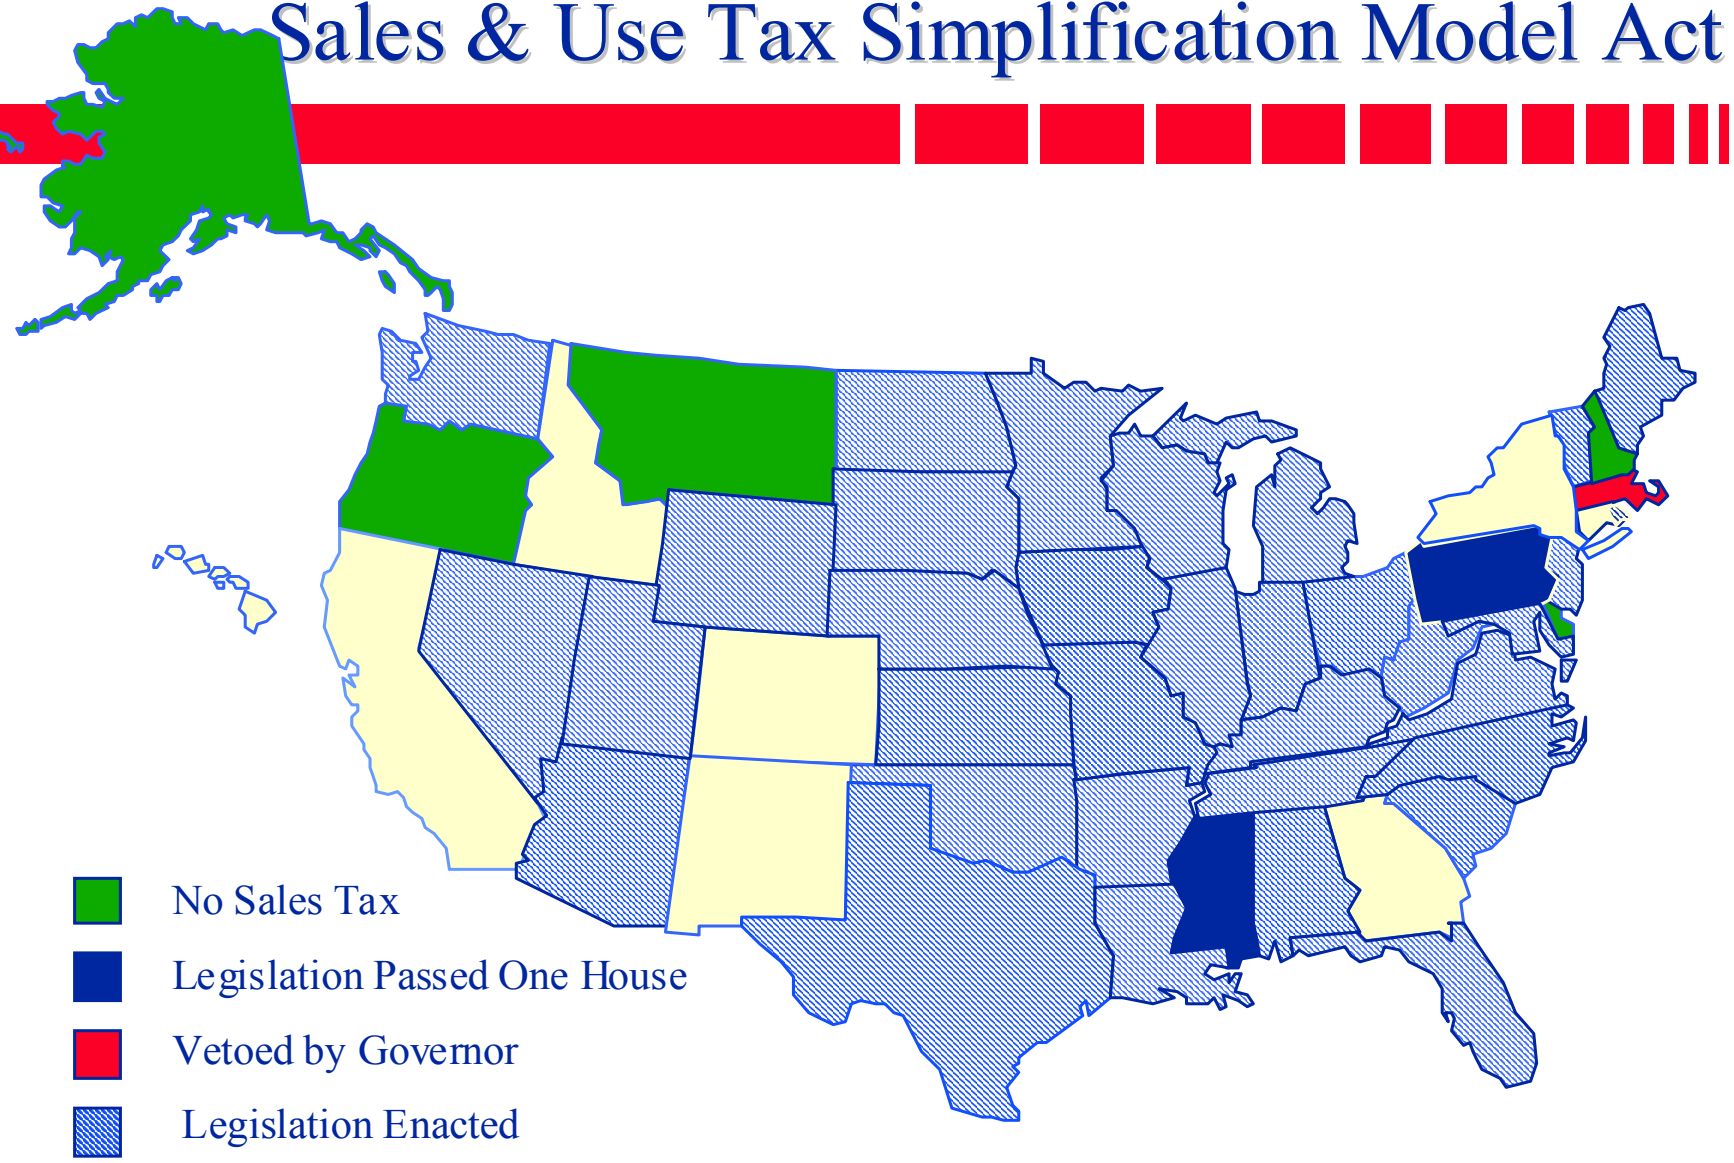 Sales & Use Tax Simplification Model Act
No Sales Tax
Legislation Passed One House
Vetoed by Governor
Legislation Enacted